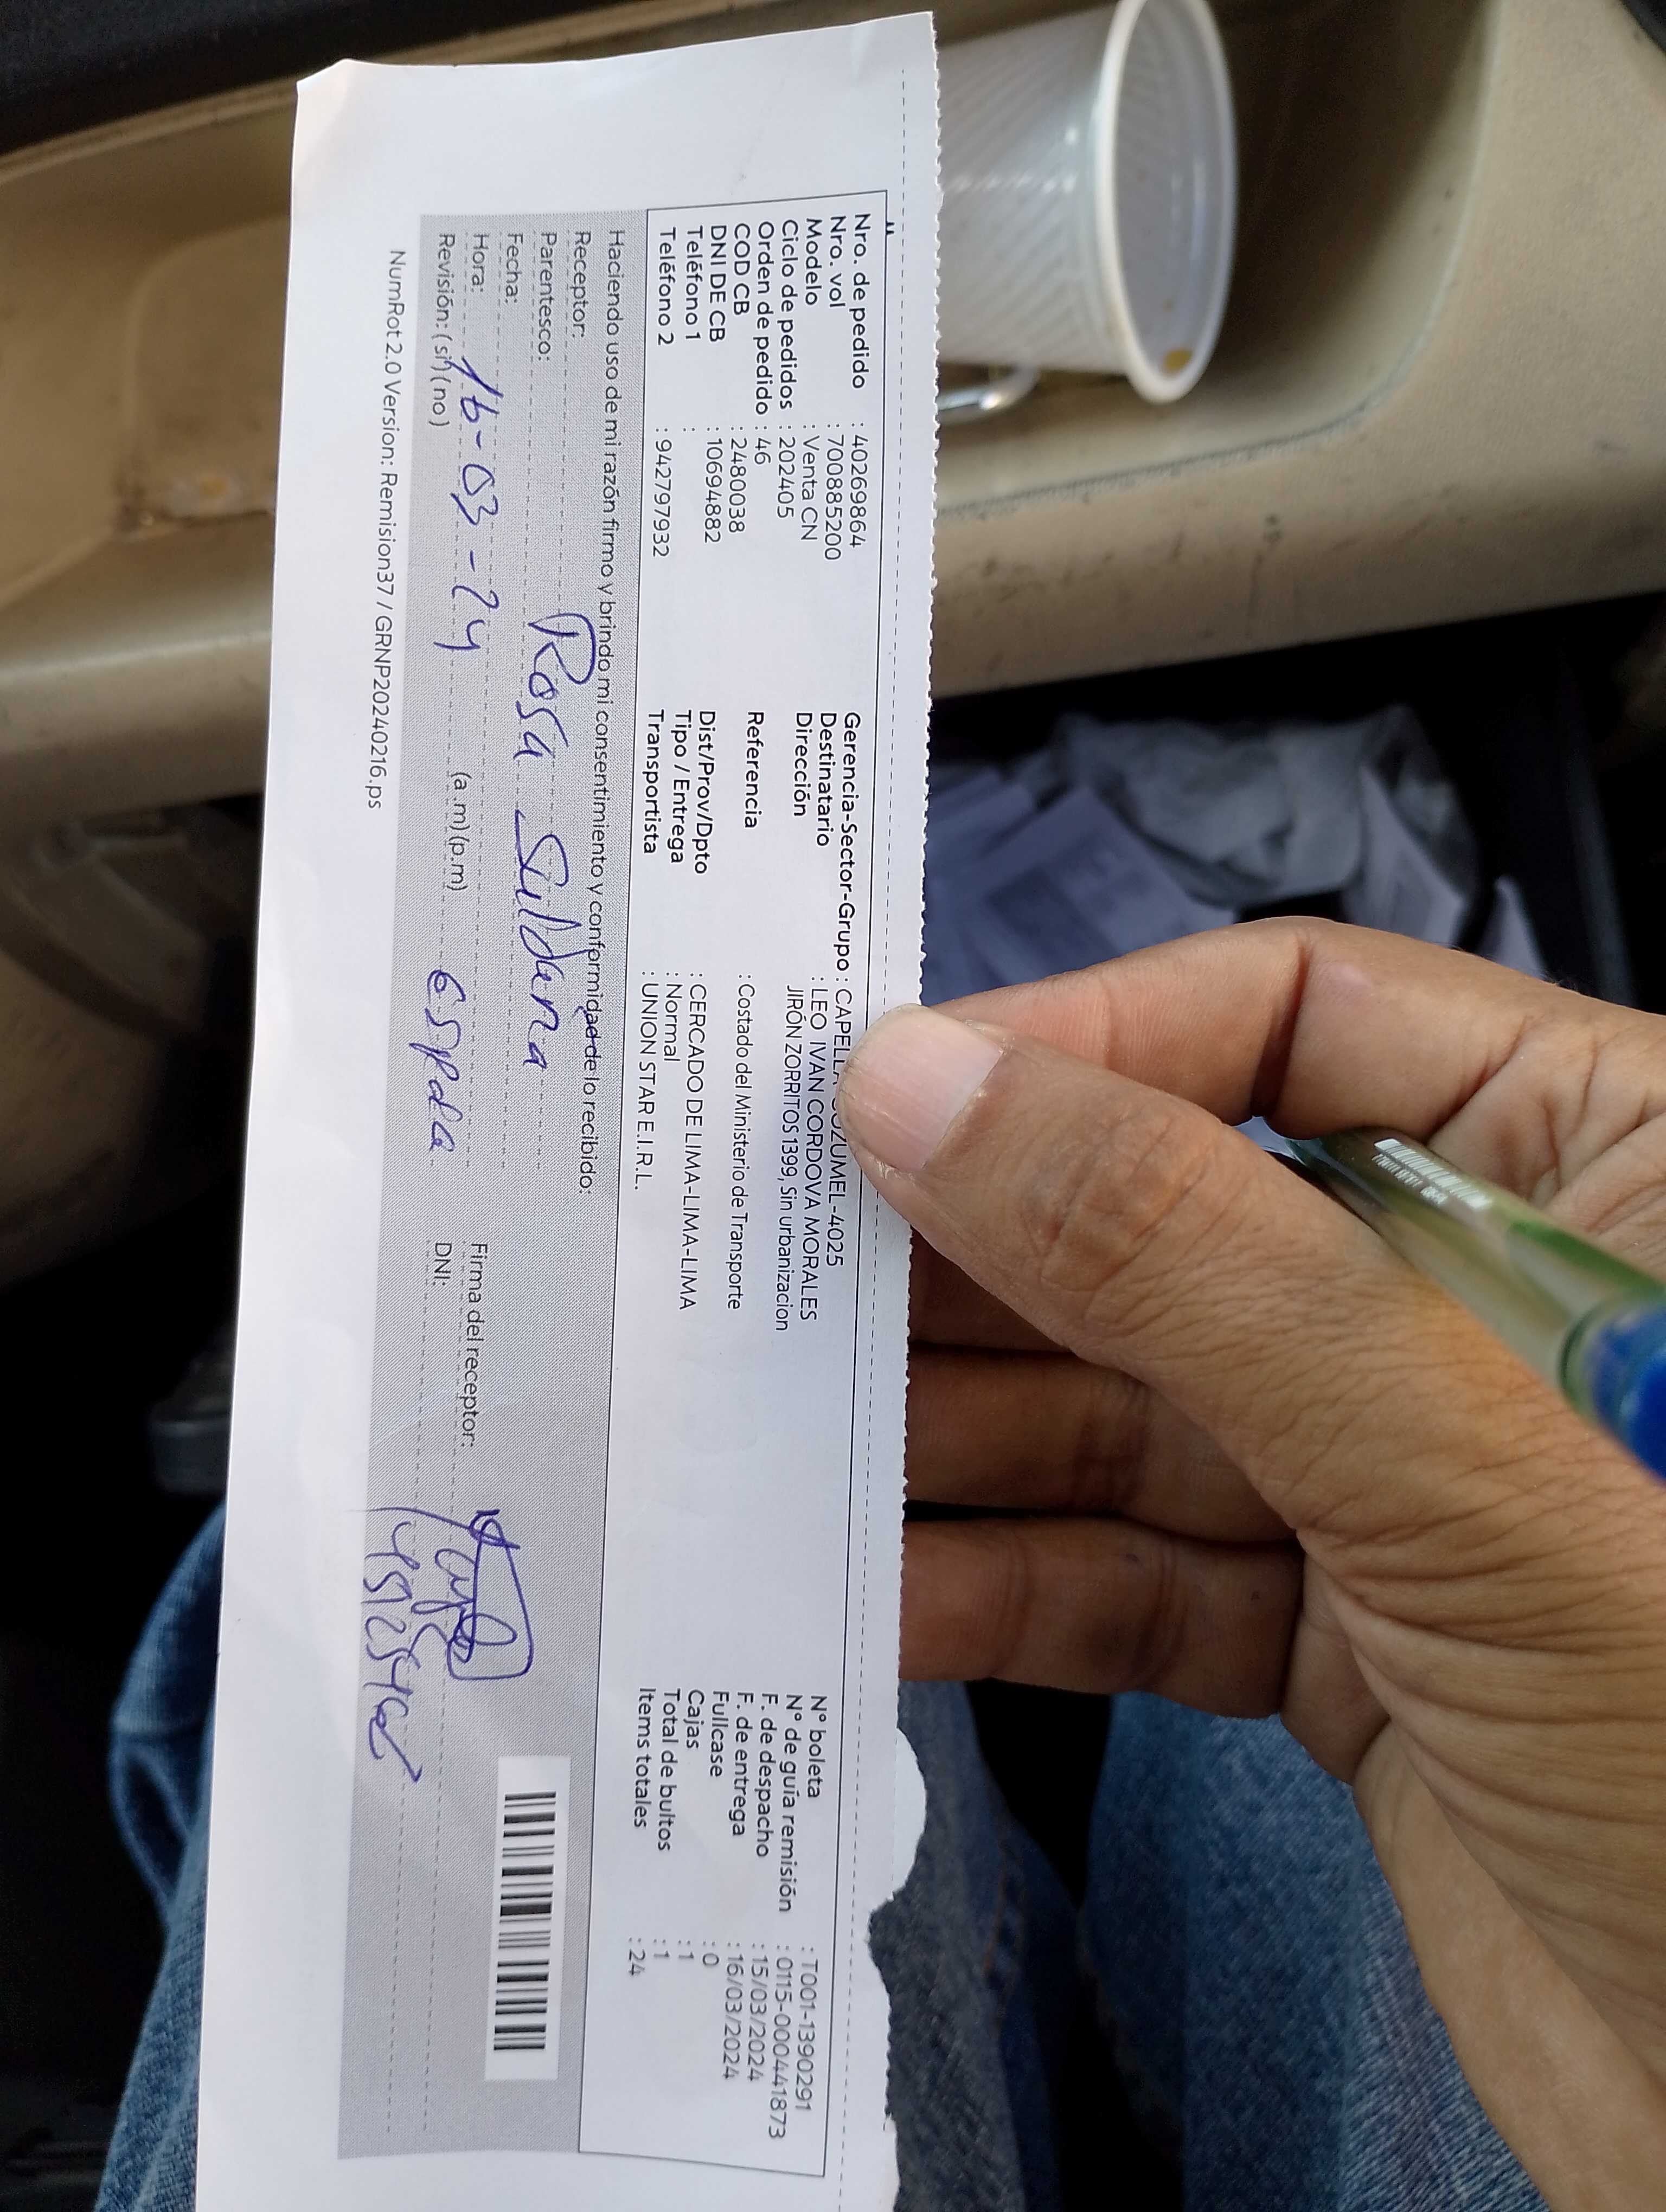 Nro. de pedido : 40269864
Nro. vol : 700885200
Modelo : Venta CN
Ciclo de pedidos : 202405
Orden de pedido : 46
COD CB : 2480038
DNI DE CB : 10694882
Teléfono 1 :
Teléfono 2 : 942797932
Gerencia-Sector-Grupo : CAPELLA COZUMEL-4025
Destinatario : LEO IVAN CORDOVA MORALES
Dirección JIRÓN ZORRITOS 1399, Sin urbanizacion
Referencia : Costado del Ministerio de Transporte
Dist/Prov/Dpto : CERCADO DE LIMA-LIMA-LIMA
Tipo / Entrega : Normal
Transportista : UNION STAR E.I.R.L.
N° boleta : T001-1390291
N° de guía remisión : 0115-000441873
F. de despacho : 15/03/2024
F. de entrega : 16/03/2024
Fullcase : 0
Cajas : 1
Total de bultos : 1
Items totales : 24
Haciendo uso de mi razón firmo y brindo mi consentimiento y conformidad de lo recibido:
Receptor: Rosa Saldana
Parentesco:
Fecha: 16-03-24
Hora: (a.m)(p.m)
Revisión: (si)(no)
Firma del receptor:
DNI:
NumRot 2.0 Version: Remision37 / GRNP20240216.ps